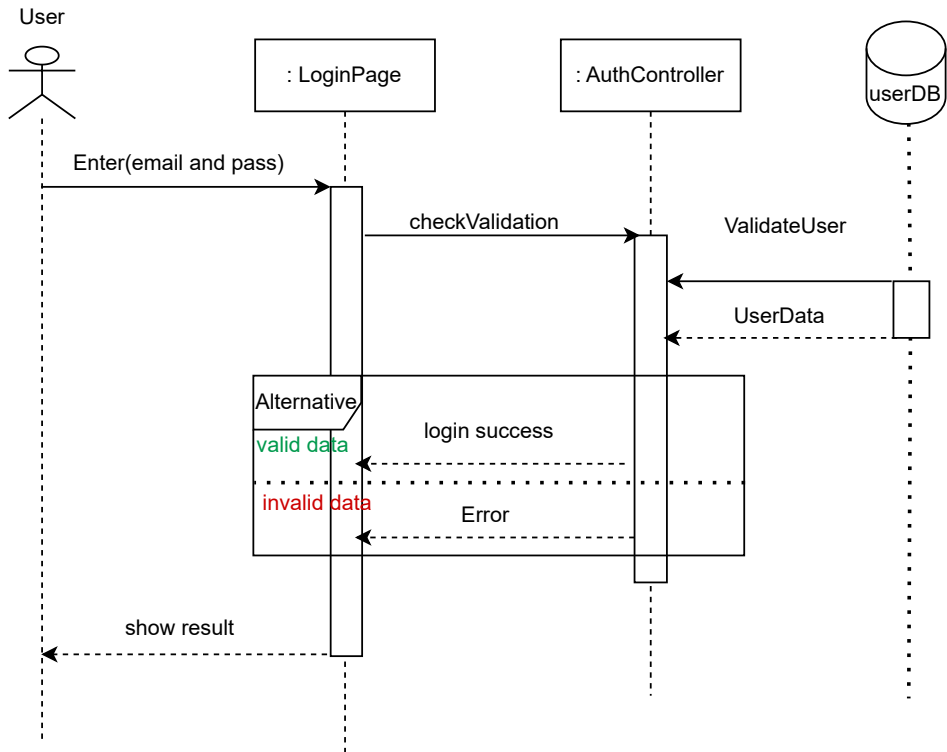 User
: LoginPage
: AuthController
userDB
Enter(email and pass)
checkValidation
ValidateUser
UserData
Alternative
valid data
login success
invalid data
Error
show result